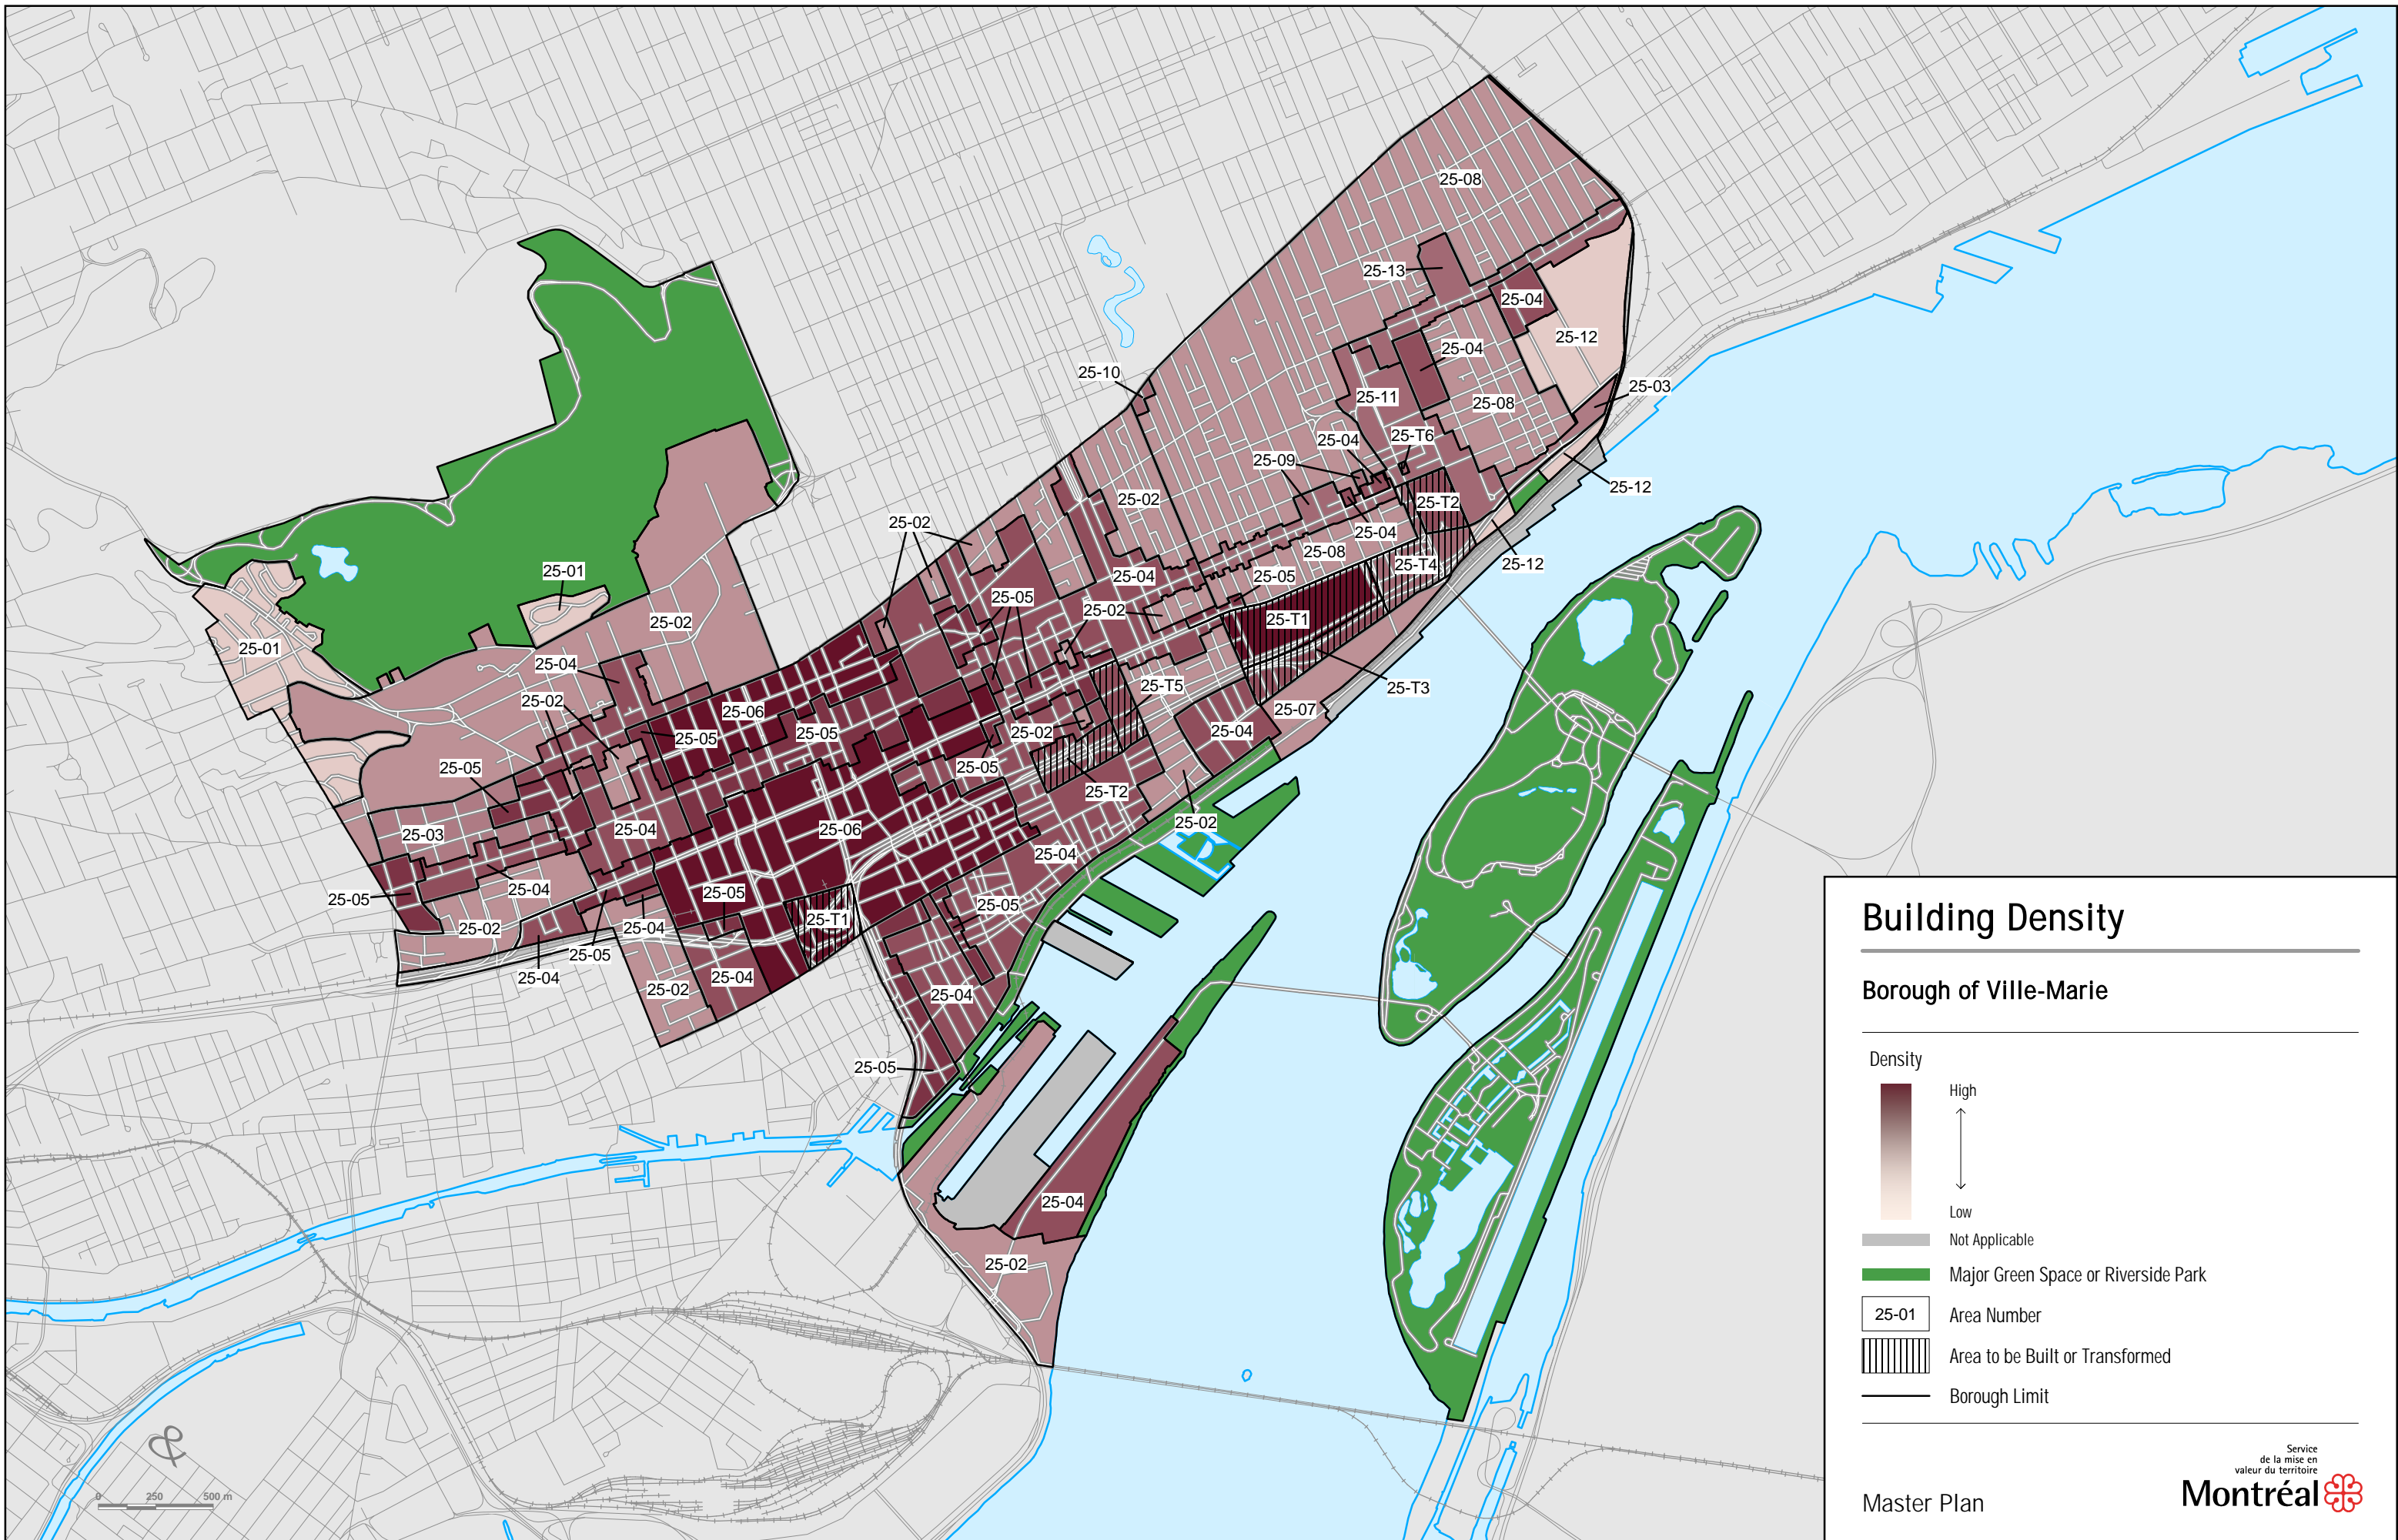 25-08
25-13
25-04
25-12
25-04
25-10
25-03
25-11
25-08
25-04
25-T6
25-09
25-12
25-02
25-T2
25-02
25-04
25-08
25-T4
25-12
25-01
25-04
25-05
25-05
25-02
25-T1
25-02
25-01
25-04
25-T5
25-T3
25-02
25-06
25-07
25-05
25-05
25-02
25-04
25-05
25-05
25-T2
25-02
25-03
25-04
25-06
25-04
25-04
25-05
25-05
25-05
25-T1
25-02
25-04
25-05
25-04
25-02
25-04
25-04
25-05
25-04
25-02
0 250 500 m
Building Density
Borough of Ville-Marie
Density
High
Low
Not Applicable
Major Green Space or Riverside Park
25-01 Area Number
Area to be Built or Transformed
Borough Limit
Service
de la mise en
valeur du territoire
Master Plan
Montréal